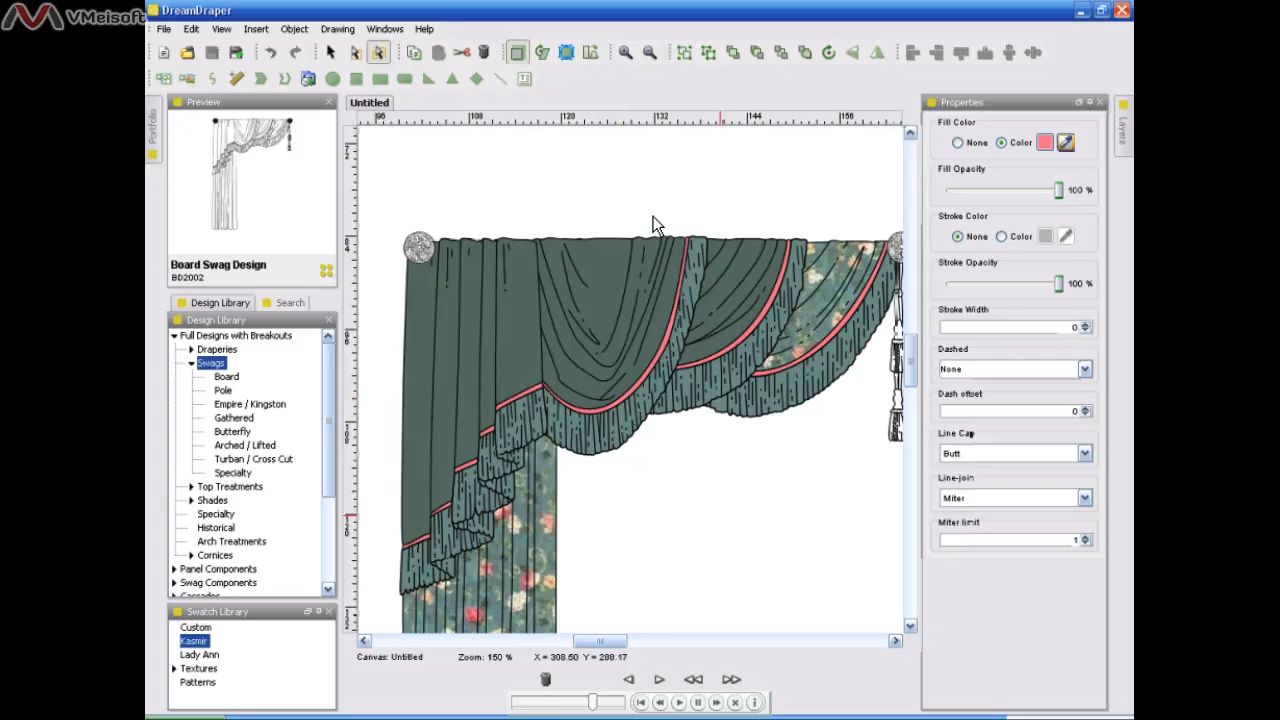 VMeisoft
DreamDraper
File Edit View Insert Object Drawing Windows Help
Preview
Untitled
Properties
Portfolio
Layers
96 108 120 132 144 156
Fill Color
None Color
Fill Opacity
100 %
Stroke Color
None Color
Stroke Opacity
100 %
Stroke Width
0
Dashed
None
Dash offset
0
Line Cap
Butt
Line-join
Miter
Miter limit
1
Board Swag Design
BD2002
Design Library Search
Design Library
Full Designs with Breakouts
Draperies
Swags
Board
Pole
Empire / Kingston
Gathered
Butterfly
Arched / Lifted
Turban / Cross Cut
Specialty
Top Treatments
Shades
Specialty
Historical
Arch Treatments
Cornices
Panel Components
Swag Components
Cascades
Swatch Library
Custom
Kasmir
Lady Ann
Textures
Patterns
Canvas: Untitled Zoom: 150 % X = 308.50 Y = 288.17